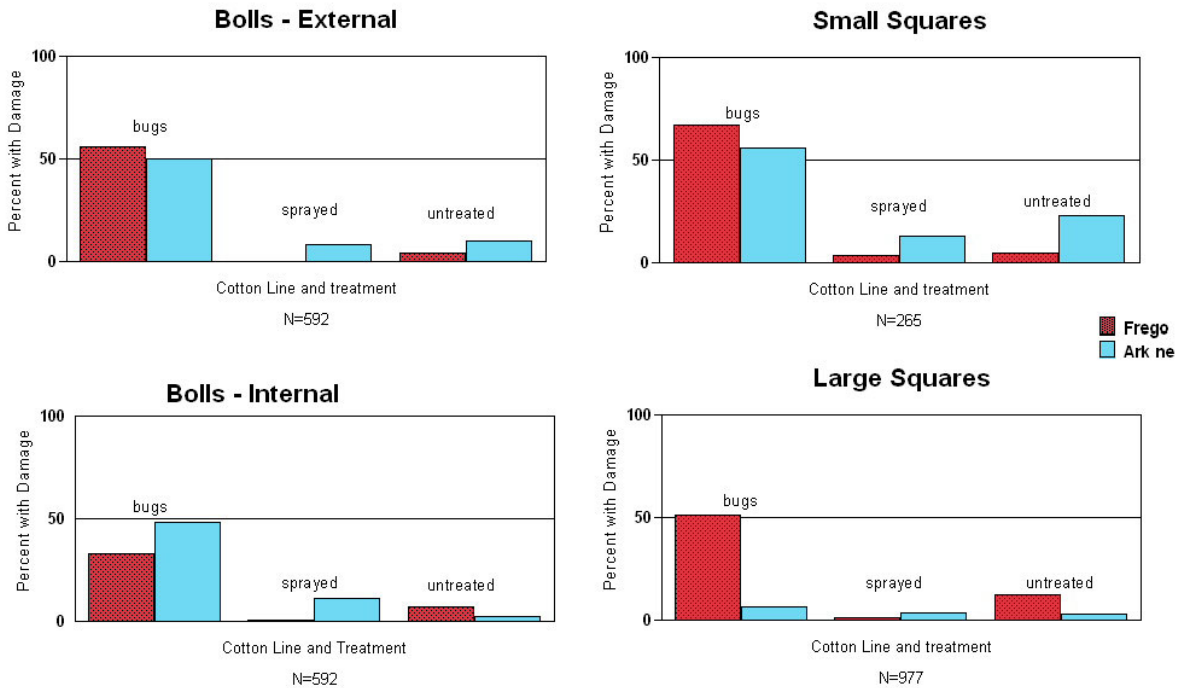 Bolls - External
Percent with Damage
100
50
0
bugs
sprayed
untreated
Cotton Line and treatment
N=592
Small Squares
Percent with Damage
100
50
0
bugs
sprayed
untreated
Cotton Line and treatment
N=265
Frego
Ark ne
Bolls - Internal
Percent with Damage
100
50
0
bugs
sprayed
untreated
Cotton Line and Treatment
N=592
Large Squares
Percent with Damage
100
50
0
bugs
sprayed
untreated
Cotton Line and treatment
N=977